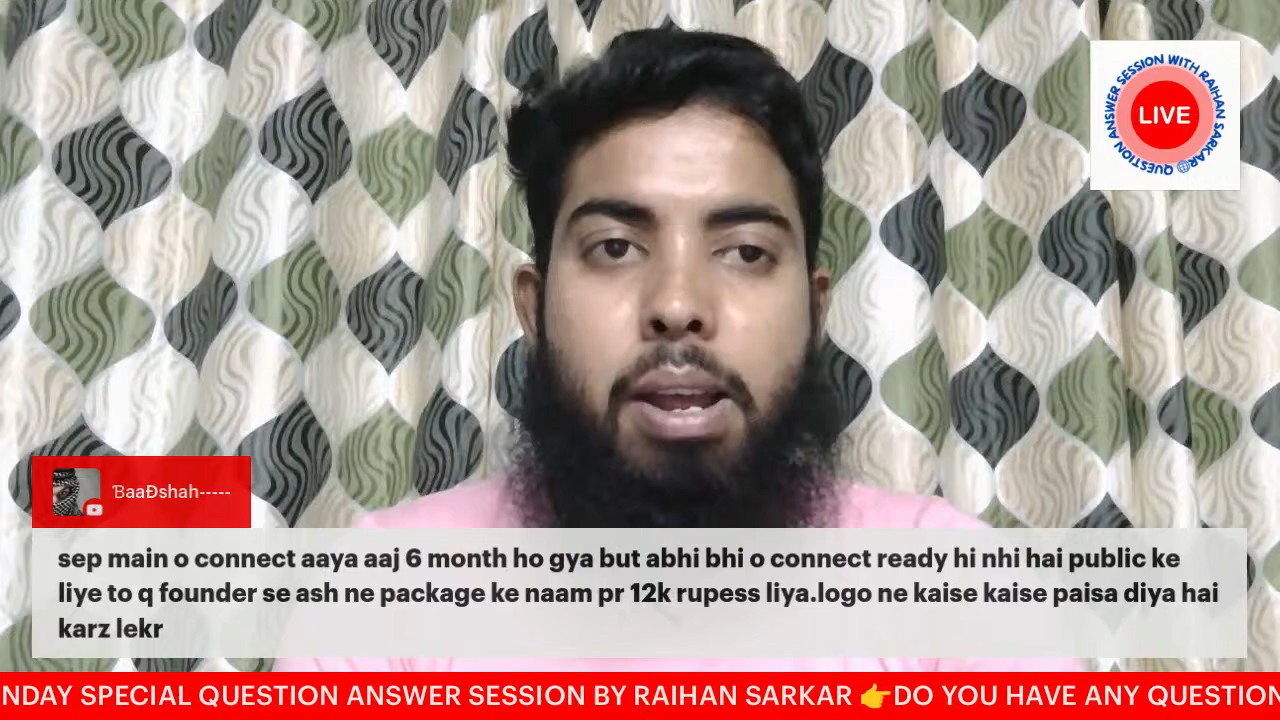 QUESTION ANSWER SESSION WITH RAIHAN SARKAR
LIVE
ƁaaĐshah-----
sep main o connect aaya aaj 6 month ho gya but abhi bhi o connect ready hi nhi hai public ke
liye to q founder se ash ne package ke naam pr 12k rupess liya.logo ne kaise kaise paisa diya hai
karz lekr
NDAY SPECIAL QUESTION ANSWER SESSION BY RAIHAN SARKAR 👉DO YOU HAVE ANY QUESTION